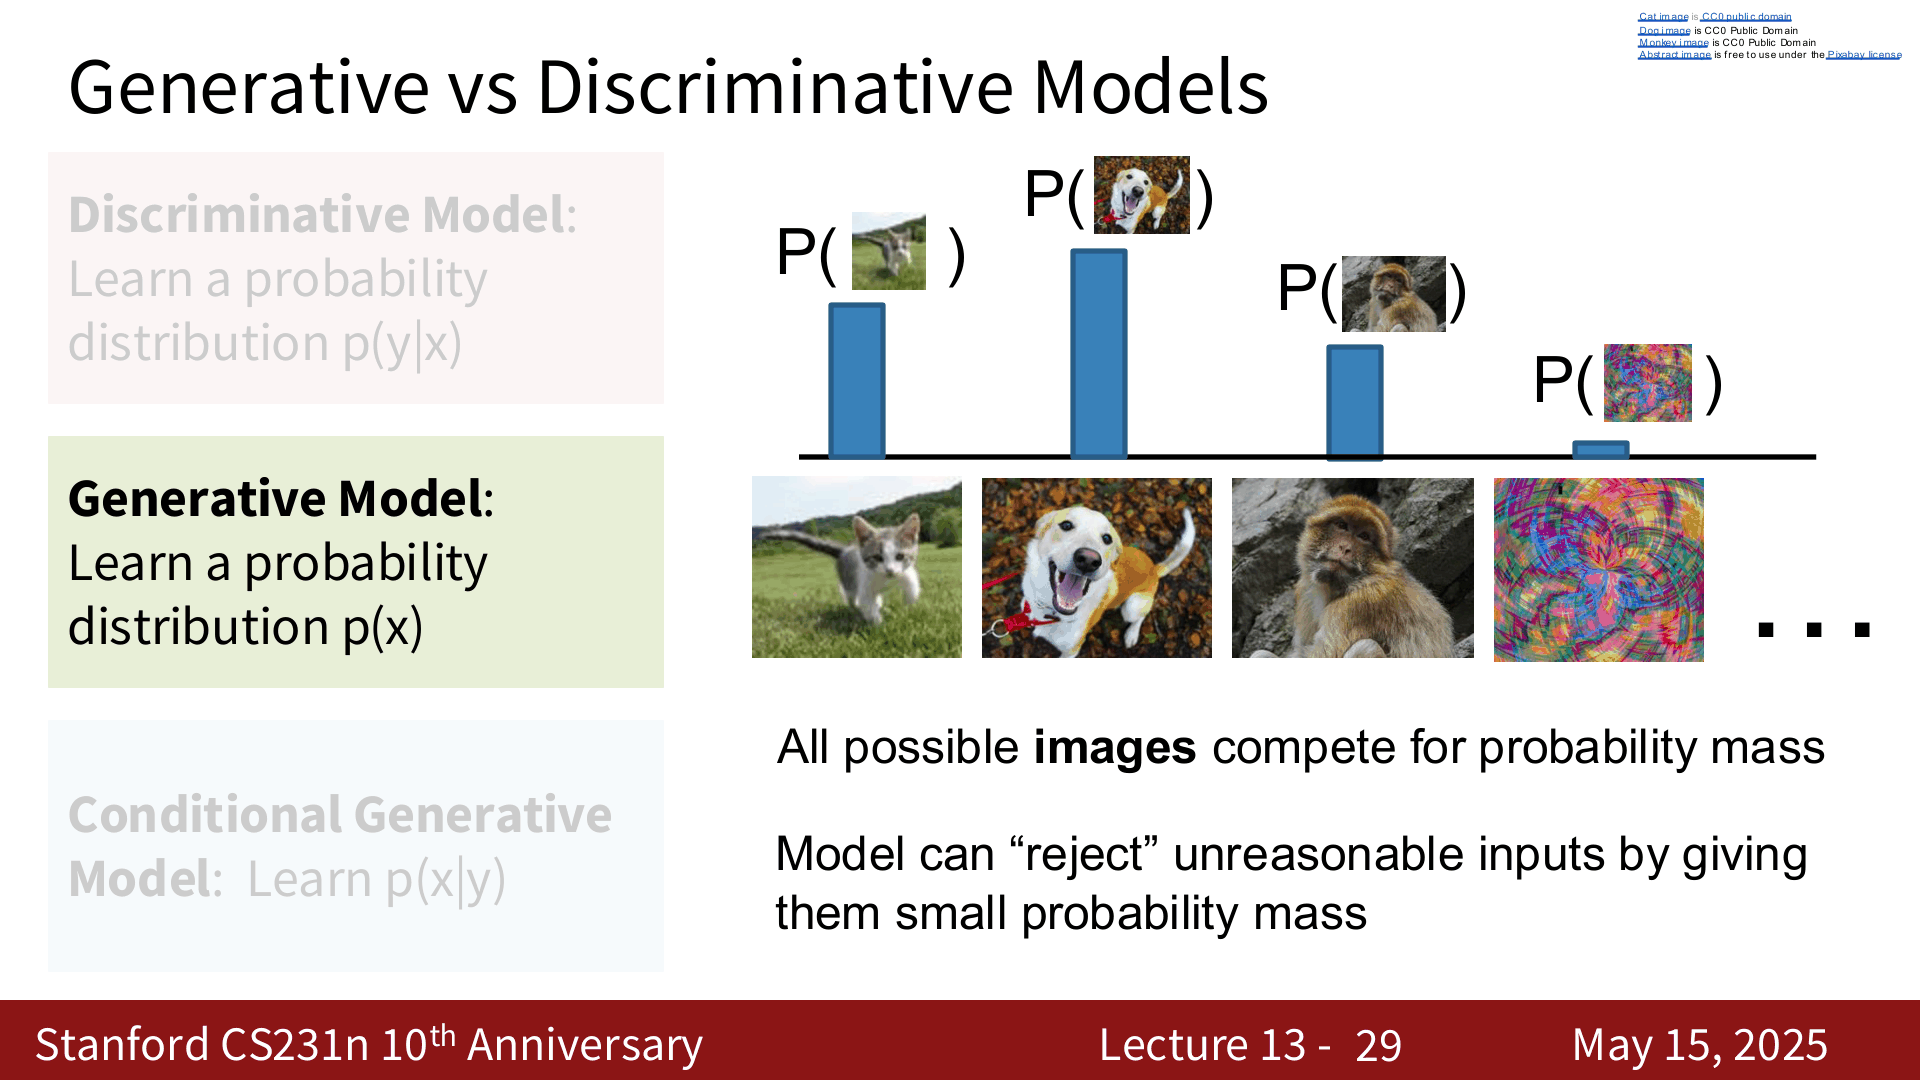 Cat image is CC0 public domain
Dog image is CC0 Public Domain
Monkey image is CC0 Public Domain
Abstract image is free to use under the Pixabay license
Generative vs Discriminative Models
Discriminative Model:
Learn a probability
distribution p(y|x)
Generative Model:
Learn a probability
distribution p(x)
Conditional Generative
Model: Learn p(x|y)
P( )
P( )
P( )
P( )
...
All possible images compete for probability mass
Model can “reject” unreasonable inputs by giving
them small probability mass
Stanford CS231n 10th Anniversary
Lecture 13 - 29
May 15, 2025